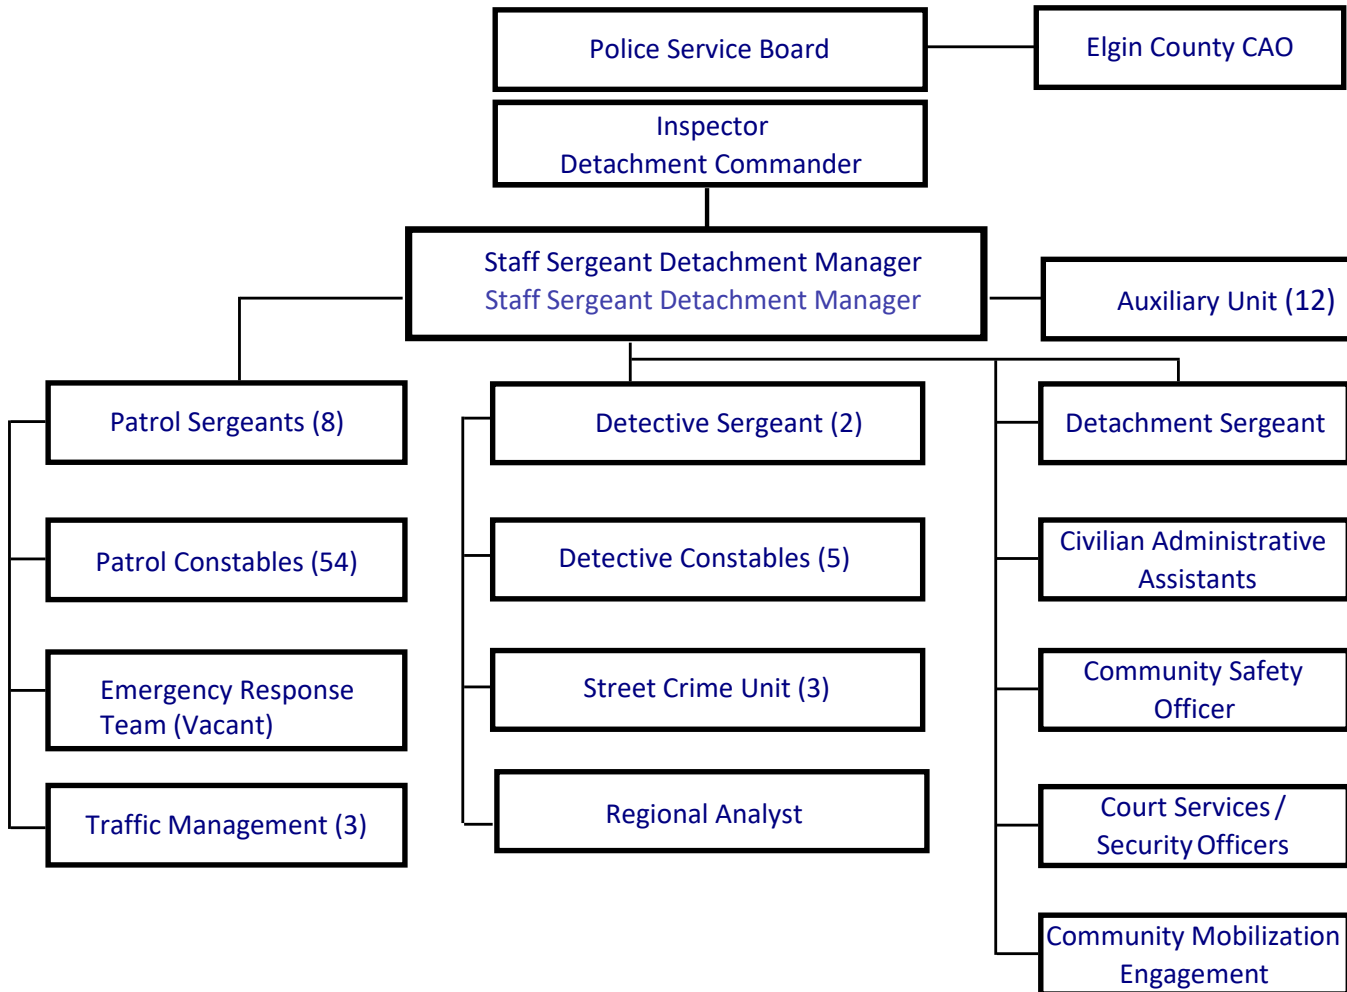 Police Service Board
Elgin County CAO
Inspector
Detachment Commander
Staff Sergeant Detachment Manager
Staff Sergeant Detachment Manager
Auxiliary Unit (12)
Patrol Sergeants (8)
Detective Sergeant (2)
Detachment Sergeant
Patrol Constables (54)
Detective Constables (5)
Civilian Administrative
Assistants
Emergency Response
Team (Vacant)
Street Crime Unit (3)
Community Safety
Officer
Traffic Management (3)
Regional Analyst
Court Services /
Security Officers
Community Mobilization
Engagement